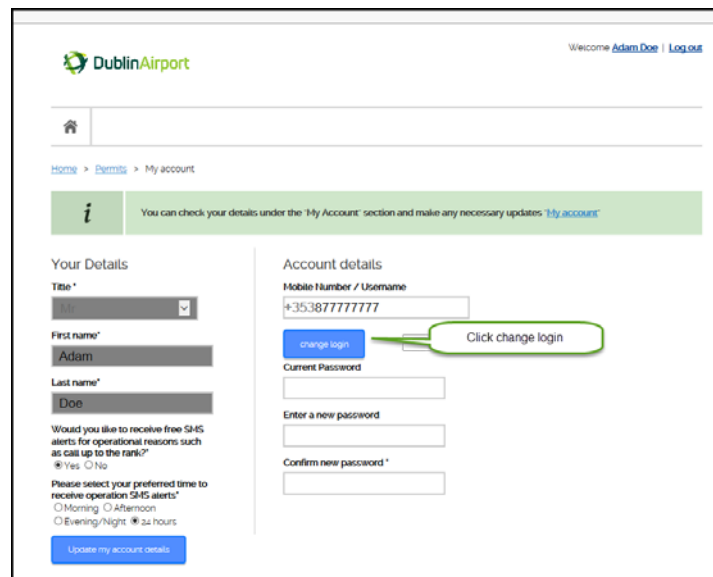 Welcome Adam Doe | Log out
DublinAirport
Home > Permits > My account
i
You can check your details under the 'My Account' section and make any necessary updates 'My account'
Your Details
Title *
Mr
First name*
Adam
Last name*
Doe
Would you like to receive free SMS
alerts for operational reasons such
as call up to the rank?*
Yes No
Please select your preferred time to
receive operation SMS alerts*
Morning Afternoon
Evening/Night 24 hours
Update my account details
Account details
Mobile Number / Username
+353877777777
change login
Click change login
Current Password
Enter a new password
Confirm new password *